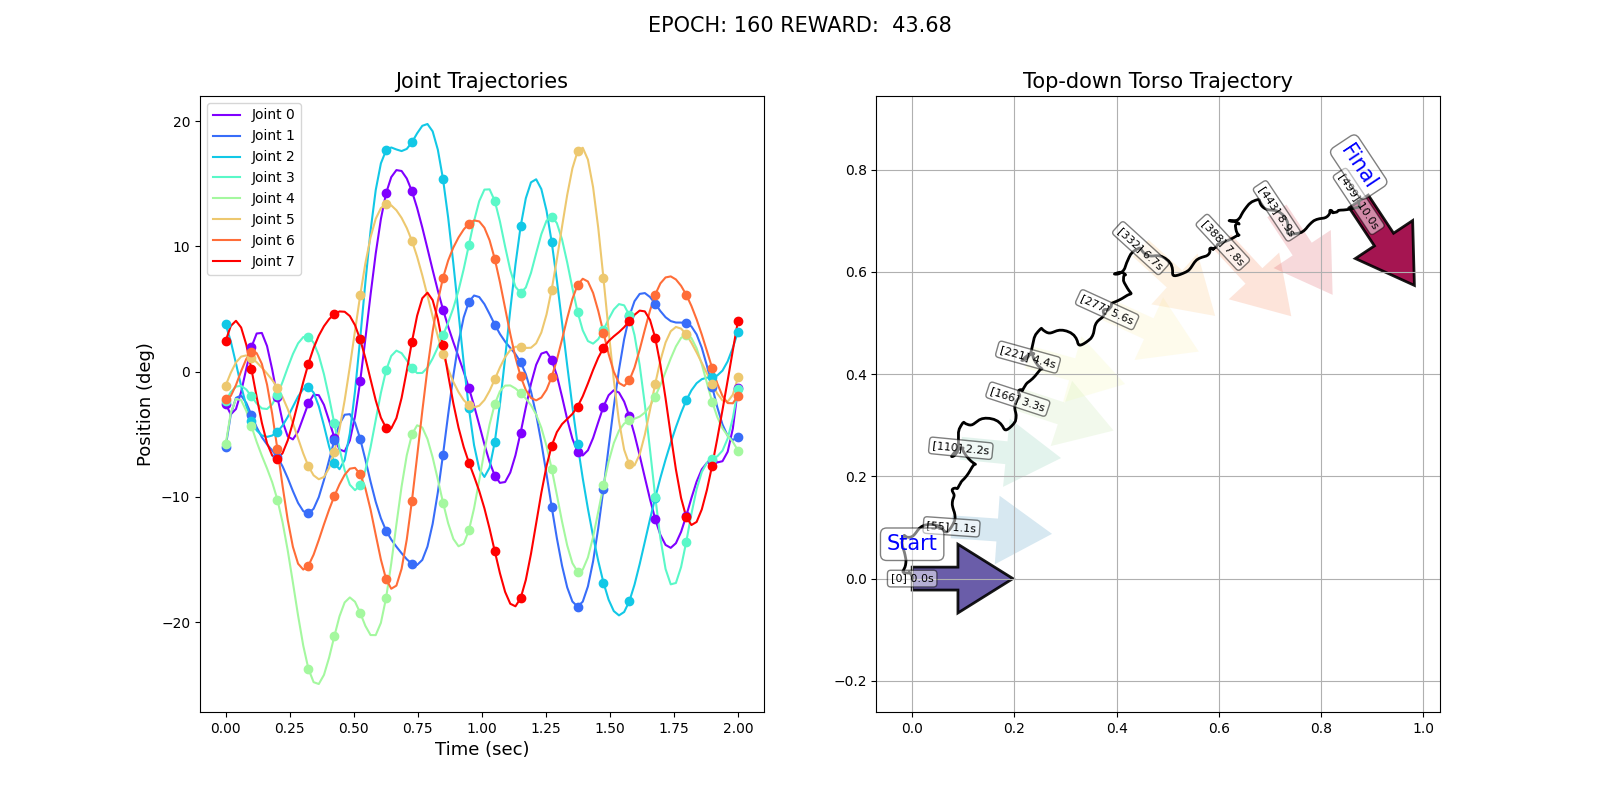 EPOCH: 160 REWARD:  43.68
Joint Trajectories
Position (deg)
20
10
0
−10
−20
Joint 0
Joint 1
Joint 2
Joint 3
Joint 4
Joint 5
Joint 6
Joint 7
0.00 0.25 0.50 0.75 1.00 1.25 1.50 1.75 2.00
Time (sec)
Top-down Torso Trajectory
0.8
0.6
0.4
0.2
0.0
−0.2
Final
[499] 10.0s
[443] 8.9s
[388] 7.8s
[332] 6.7s
[277] 5.6s
[221] 4.4s
[166] 3.3s
[110] 2.2s
[55] 1.1s
Start
[0] 0.0s
0.0 0.2 0.4 0.6 0.8 1.0